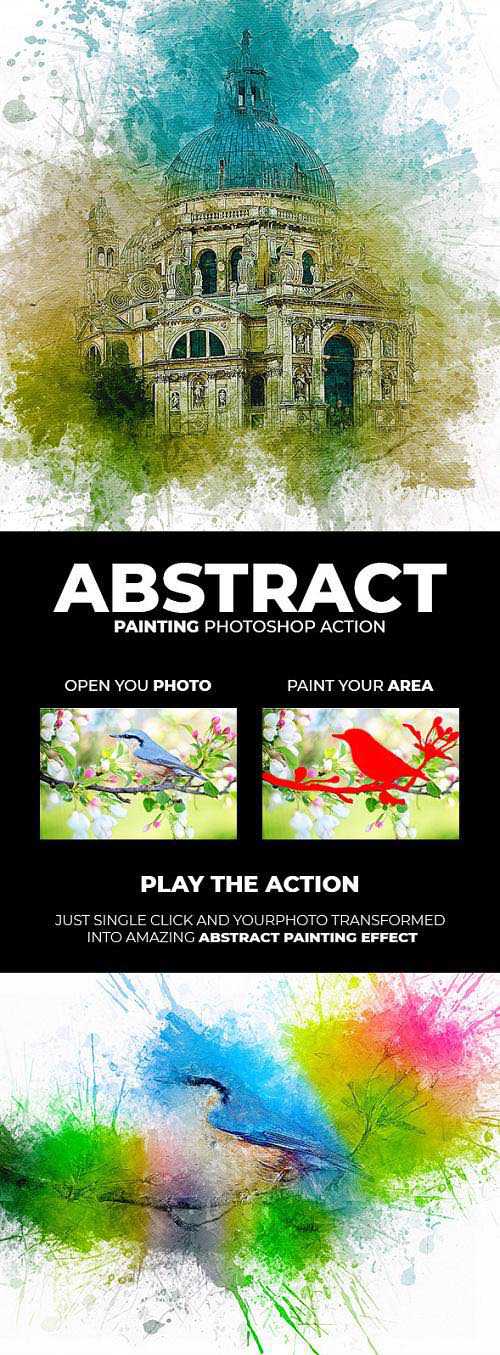 ABSTRACT
PAINTING PHOTOSHOP ACTION
OPEN YOU PHOTO
PAINT YOUR AREA
PLAY THE ACTION
JUST SINGLE CLICK AND YOURPHOTO TRANSFORMED
INTO AMAZING ABSTRACT PAINTING EFFECT